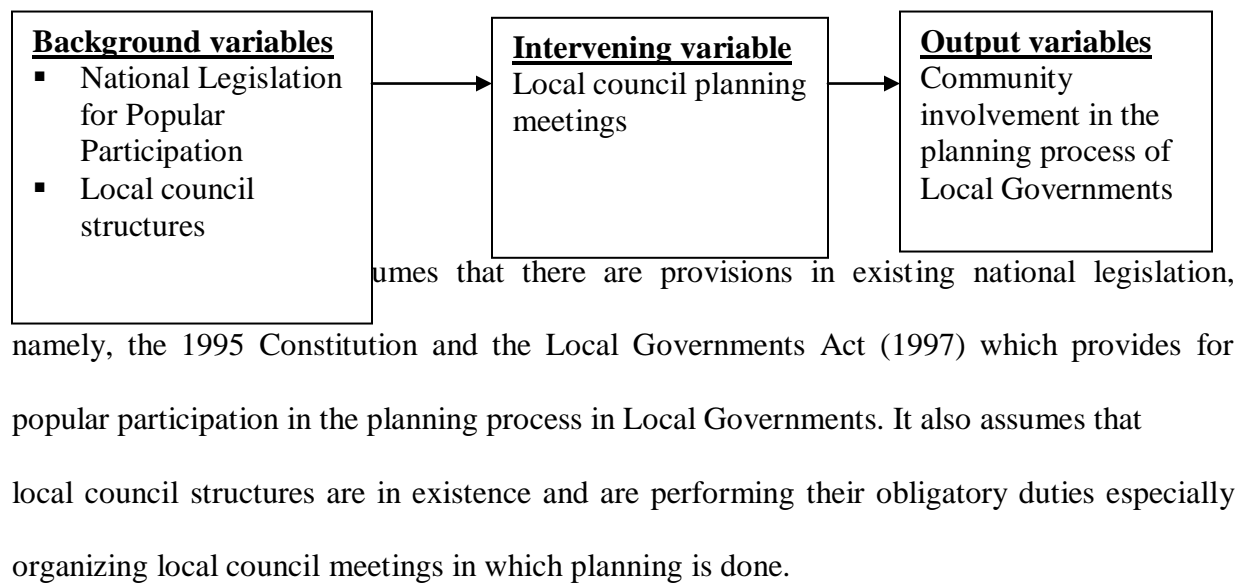 Background variables
▪ National Legislation
for Popular
Participation
▪ Local council
structures
Intervening variable
Local council planning
meetings
Output variables
Community
involvement in the
planning process of
Local Governments
umes that there are provisions in existing national legislation,
namely, the 1995 Constitution and the Local Governments Act (1997) which provides for
popular participation in the planning process in Local Governments. It also assumes that
local council structures are in existence and are performing their obligatory duties especially
organizing local council meetings in which planning is done.